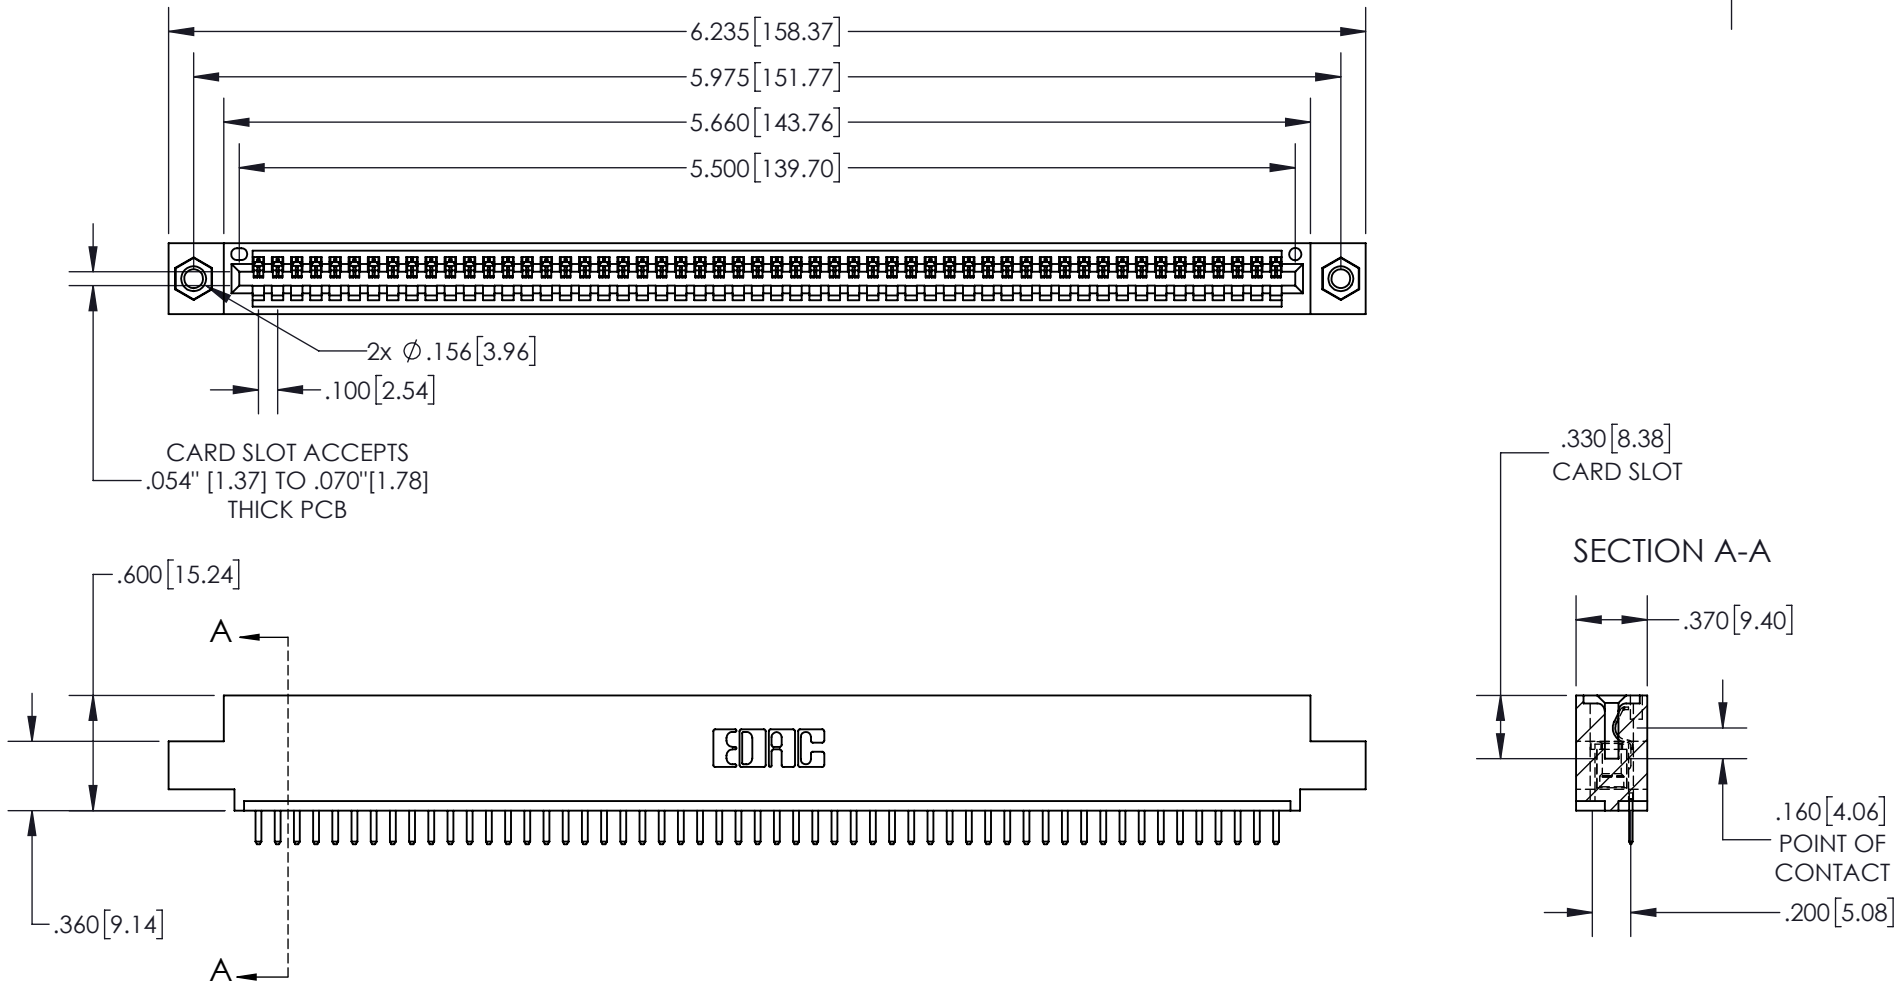 6.235[158.37]
5.975[151.77]
5.660[143.76]
5.500[139.70]
2x Ø.156[3.96]
.100[2.54]
CARD SLOT ACCEPTS
.054" [1.37] TO .070"[1.78]
THICK PCB
.330[8.38]
CARD SLOT
SECTION A-A
.600[15.24]
.370[9.40]
A
EDAC
.160[4.06]
POINT OF
CONTACT
.360[9.14]
.200[5.08]
A